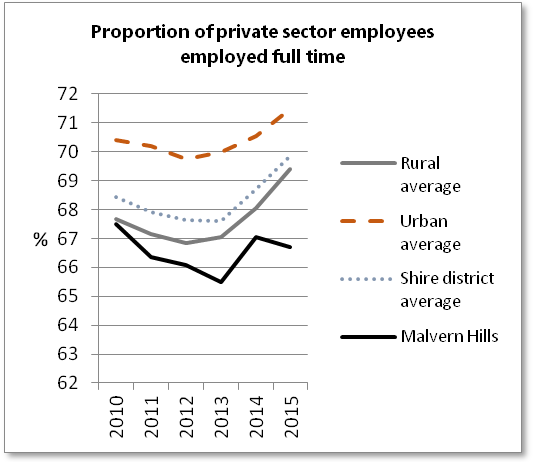 Proportion of private sector employees
employed full time
72
71
70
69
68
67
66
65
64
63
62
%
2010
2011
2012
2013
2014
2015
Rural
average
Urban
average
Shire district
average
Malvern Hills